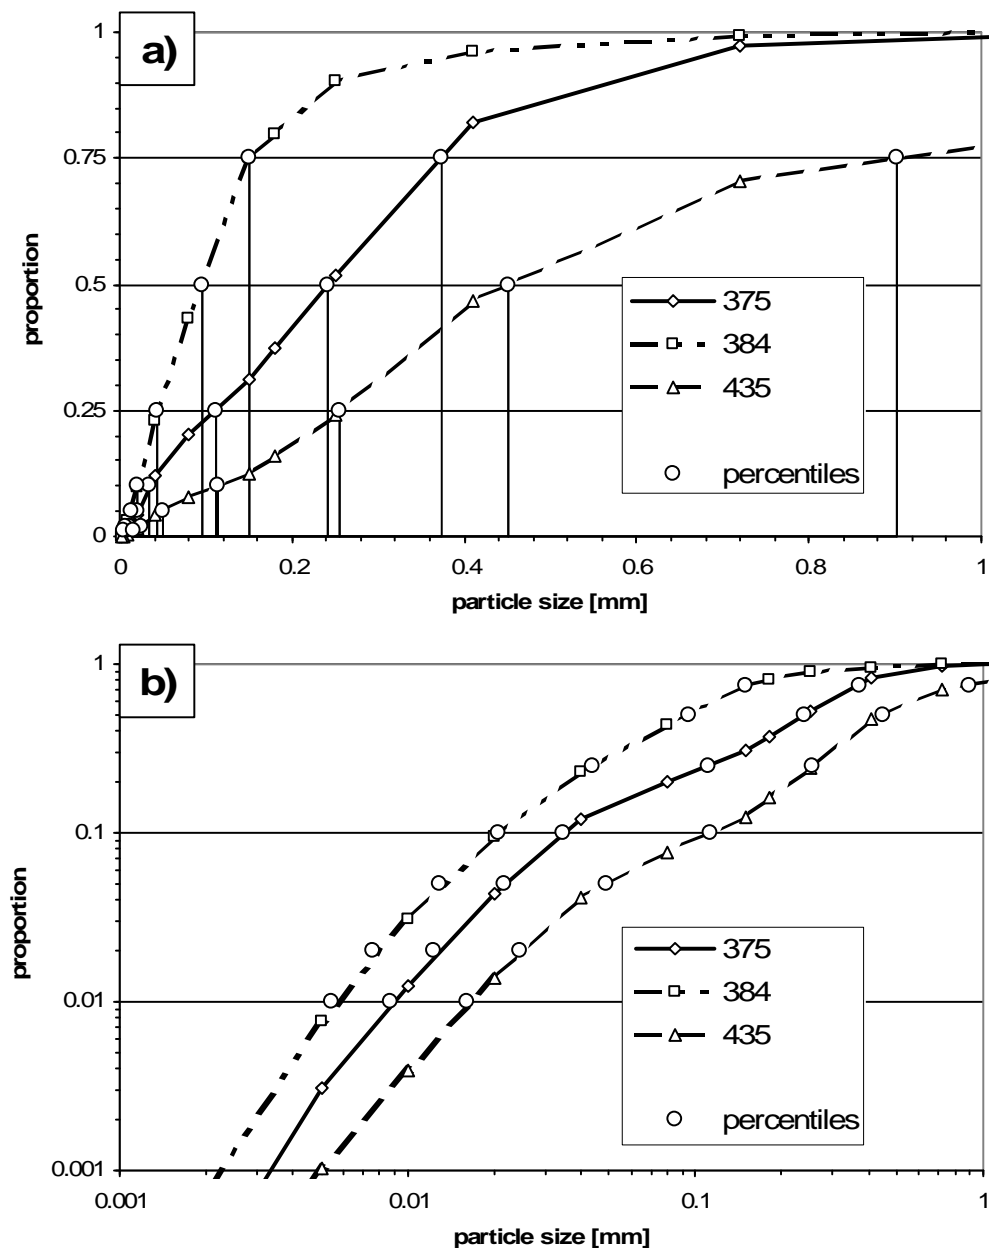 a)
1
0.75
0.5
0.25
0
proportion
375
384
435
percentiles
0 0.2 0.4 0.6 0.8 1
particle size [mm]
b)
1
0.1
0.01
0.001
proportion
375
384
435
percentiles
0.001 0.01 0.1 1
particle size [mm]